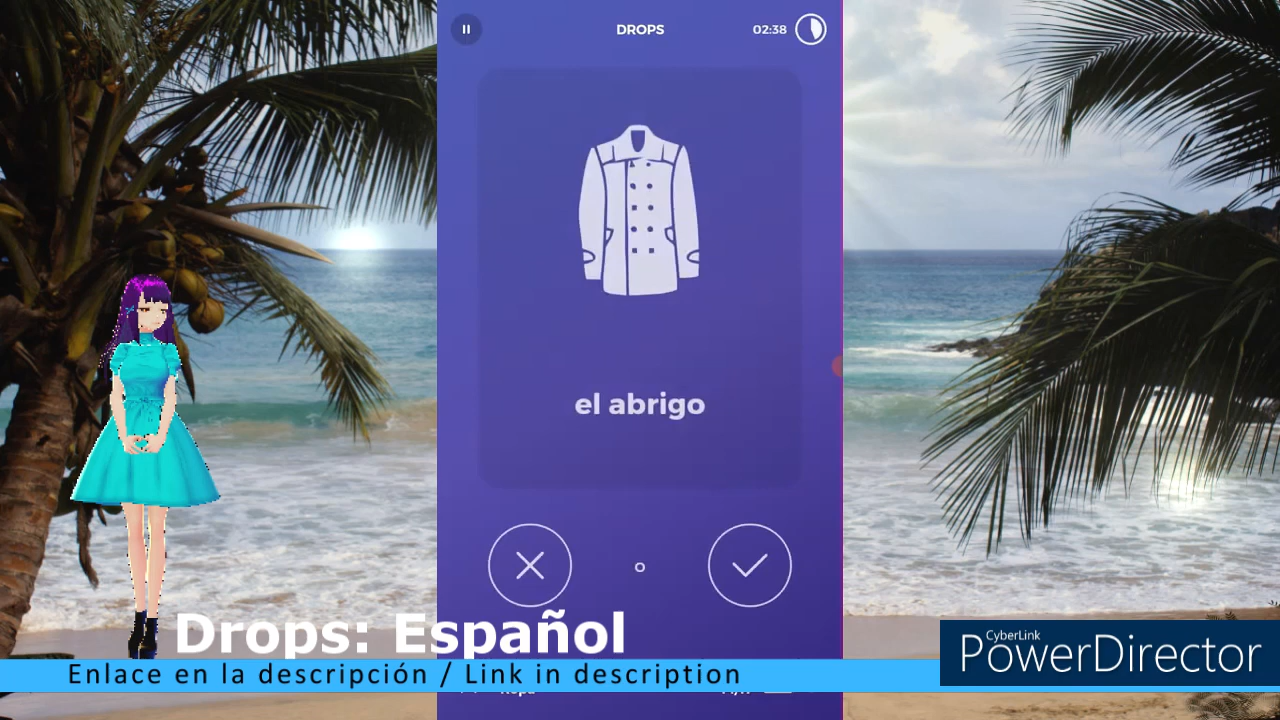 DROPS
02:38
el abrigo
o
Drops: Español
Enlace en la descripción / Link in description
CyberLink
PowerDirector